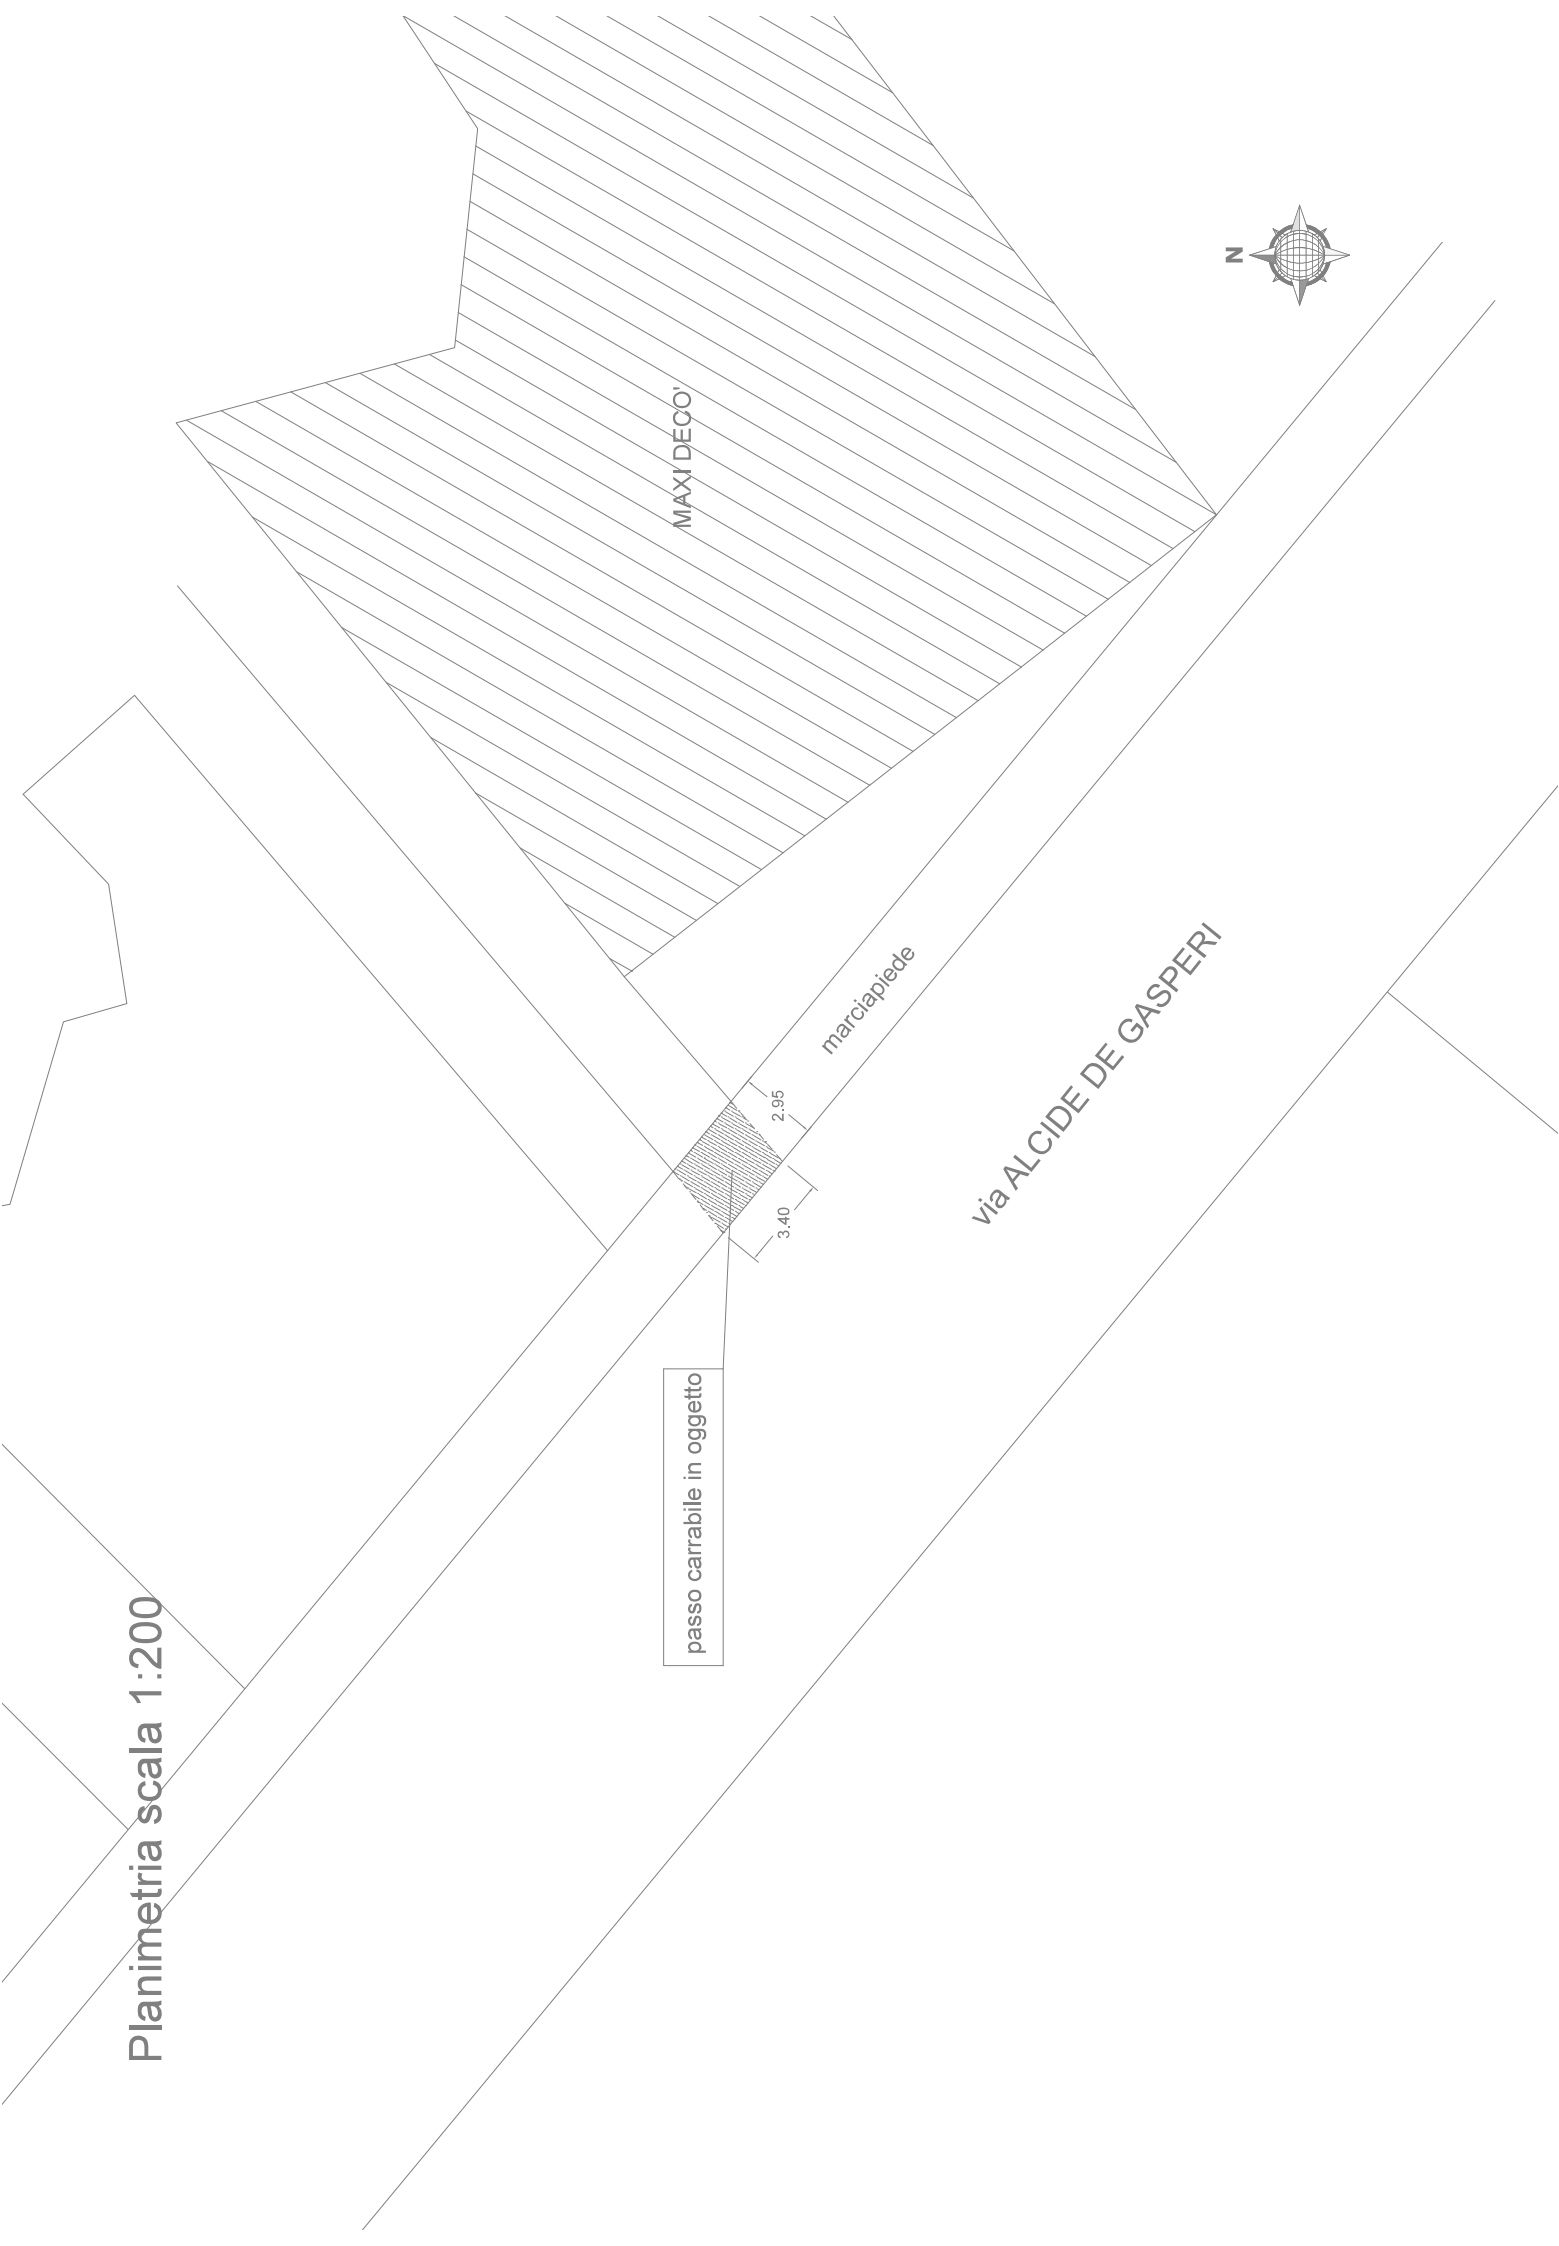 Planimetria scala 1:200
MAXI DECO'
N
marciapiede
2.95
3.40
via ALCIDE DE GASPERI
passo carrabile in oggetto